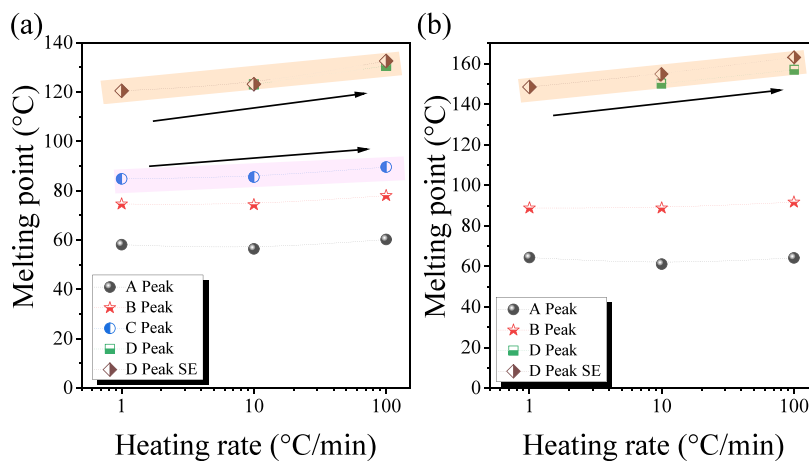 (a)
140
120
100
80
60
40
20
0
Melting point (°C)
A Peak
B Peak
C Peak
D Peak
D Peak SE
1
10
100
Heating rate (°C/min)
(b)
160
140
120
100
80
60
40
20
0
Melting point (°C)
A Peak
B Peak
D Peak
D Peak SE
1
10
100
Heating rate (°C/min)